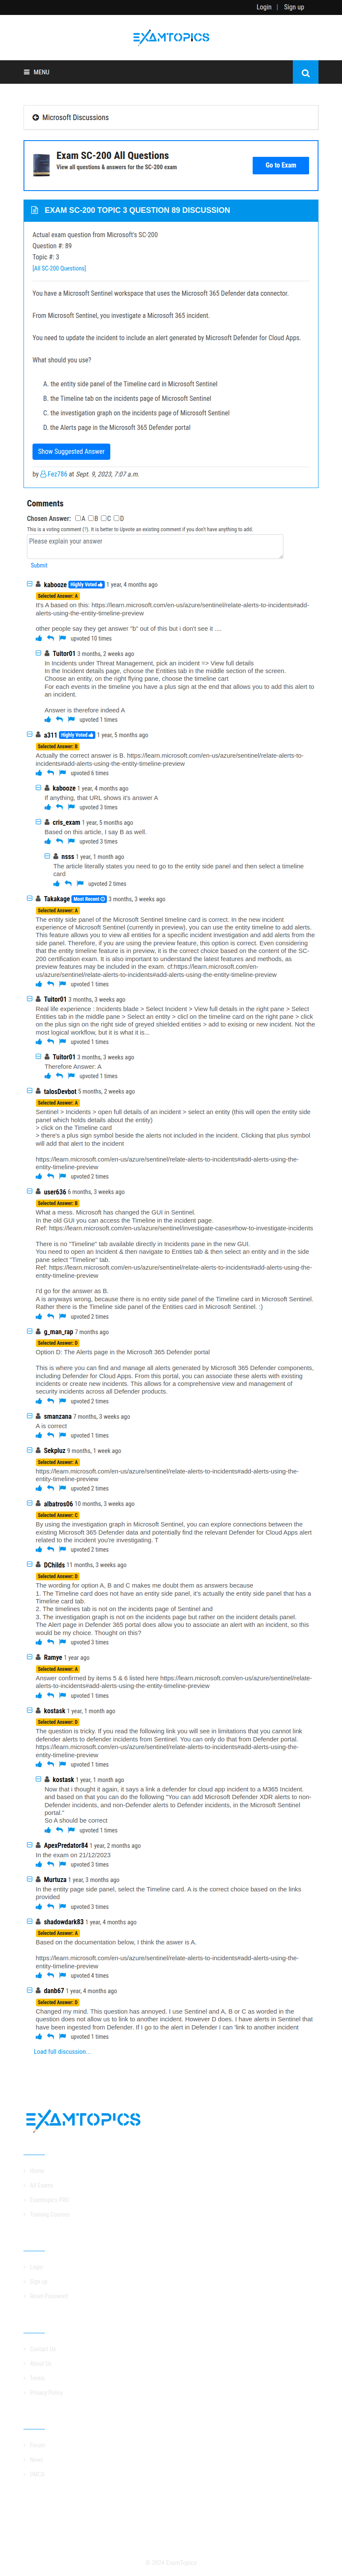 Login | Sign up
EXAMTOPICS
MENU
Microsoft Discussions
Exam SC-200 All Questions
View all questions & answers for the SC-200 exam
Go to Exam
EXAM SC-200 TOPIC 3 QUESTION 89 DISCUSSION
Actual exam question from Microsoft's SC-200
Question #: 89
Topic #: 3
[All SC-200 Questions]
You have a Microsoft Sentinel workspace that uses the Microsoft 365 Defender data connector.
From Microsoft Sentinel, you investigate a Microsoft 365 incident.
You need to update the incident to include an alert generated by Microsoft Defender for Cloud Apps.
What should you use?
A. the entity side panel of the Timeline card in Microsoft Sentinel
B. the Timeline tab on the incidents page of Microsoft Sentinel
C. the investigation graph on the incidents page of Microsoft Sentinel
D. the Alerts page in the Microsoft 365 Defender portal
Show Suggested Answer
by Fez786 at Sept. 9, 2023, 7:07 a.m.
Comments
Chosen Answer: A B C D
This is a voting comment (?). It is better to Upvote an existing comment if you don't have anything to add.
Please explain your answer
Submit
kabooze Highly Voted 1 year, 4 months ago
Selected Answer: A
It's A based on this: https://learn.microsoft.com/en-us/azure/sentinel/relate-alerts-to-incidents#add-
alerts-using-the-entity-timeline-preview
other people say they get answer "b" out of this but i don't see it ....
upvoted 10 times
Tuitor01 3 months, 2 weeks ago
In Incidents under Threat Management, pick an incident => View full details
In the Incident details page, choose the Entities tab in the middle section of the screen.
Choose an entity, on the right flying pane, choose the timeline cart
For each events in the timeline you have a plus sign at the end that allows you to add this alert to
an incident.
Answer is therefore indeed A
upvoted 1 times
a311 Highly Voted 1 year, 5 months ago
Selected Answer: B
Actually the correct answer is B. https://learn.microsoft.com/en-us/azure/sentinel/relate-alerts-to-
incidents#add-alerts-using-the-entity-timeline-preview
upvoted 6 times
kabooze 1 year, 4 months ago
If anything, that URL shows it's answer A
upvoted 3 times
cris_exam 1 year, 5 months ago
Based on this article, I say B as well.
upvoted 3 times
nsss 1 year, 1 month ago
The article literally states you need to go to the entity side panel and then select a timeline
card
upvoted 2 times
Takakage Most Recent 3 months, 3 weeks ago
Selected Answer: A
The entity side panel of the Microsoft Sentinel timeline card is correct. In the new incident
experience of Microsoft Sentinel (currently in preview), you can use the entity timeline to add alerts.
This feature allows you to view all entities for a specific incident investigation and add alerts from the
side panel. Therefore, if you are using the preview feature, this option is correct. Even considering
that the entity timeline feature is in preview, it is the correct choice based on the content of the SC-
200 certification exam. It is also important to understand the latest features and methods, as
preview features may be included in the exam. cf:https://learn.microsoft.com/en-
us/azure/sentinel/relate-alerts-to-incidents#add-alerts-using-the-entity-timeline-preview
upvoted 1 times
Tuitor01 3 months, 3 weeks ago
Real life experience : Incidents blade > Select Incident > View full details in the right pane > Select
Entities tab in the middle pane > Select an entity > clicl on the timeline card on the right pane > click
on the plus sign on the right side of greyed shielded entities > add to exising or new incident. Not the
most logical workflow, but it is what it is...
upvoted 1 times
Tuitor01 3 months, 3 weeks ago
Therefore Answer: A
upvoted 1 times
talosDevbot 5 months, 2 weeks ago
Selected Answer: A
Sentinel > Incidents > open full details of an incident > select an entity (this will open the entity side
panel which holds details about the entity)
> click on the Timeline card
> there's a plus sign symbol beside the alerts not included in the incident. Clicking that plus symbol
will add that alert to the incident
https://learn.microsoft.com/en-us/azure/sentinel/relate-alerts-to-incidents#add-alerts-using-the-
entity-timeline-preview
upvoted 2 times
user636 6 months, 3 weeks ago
Selected Answer: B
What a mess. Microsoft has changed the GUI in Sentinel.
In the old GUI you can access the Timeline in the incident page.
Ref: https://learn.microsoft.com/en-us/azure/sentinel/investigate-cases#how-to-investigate-incidents
There is no "Timeline" tab available directly in Incidents pane in the new GUI.
You need to open an Incident & then navigate to Entities tab & then select an entity and in the side
pane select "Timeline" tab.
Ref: https://learn.microsoft.com/en-us/azure/sentinel/relate-alerts-to-incidents#add-alerts-using-the-
entity-timeline-preview
I'd go for the answer as B.
A is anyways wrong, because there is no entity side panel of the Timeline card in Microsoft Sentinel.
Rather there is the Timeline side panel of the Entities card in Microsoft Sentinel. :)
upvoted 2 times
g_man_rap 7 months ago
Selected Answer: D
Option D: The Alerts page in the Microsoft 365 Defender portal
This is where you can find and manage all alerts generated by Microsoft 365 Defender components,
including Defender for Cloud Apps. From this portal, you can associate these alerts with existing
incidents or create new incidents. This allows for a comprehensive view and management of
security incidents across all Defender products.
upvoted 2 times
smanzana 7 months, 3 weeks ago
A is correct
upvoted 1 times
Sekpluz 9 months, 1 week ago
Selected Answer: A
https://learn.microsoft.com/en-us/azure/sentinel/relate-alerts-to-incidents#add-alerts-using-the-
entity-timeline-preview
upvoted 2 times
albatros06 10 months, 3 weeks ago
Selected Answer: C
By using the investigation graph in Microsoft Sentinel, you can explore connections between the
existing Microsoft 365 Defender data and potentially find the relevant Defender for Cloud Apps alert
related to the incident you're investigating. T
upvoted 2 times
DChilds 11 months, 3 weeks ago
Selected Answer: D
The wording for option A, B and C makes me doubt them as answers because
1. The Timeline card does not have an entity side panel, it's actually the entity side panel that has a
Timeline card tab.
2. The timelines tab is not on the incidents page of Sentinel and
3. The investigation graph is not on the incidents page but rather on the incident details panel.
The Alert page in Defender 365 portal does allow you to associate an alert with an incident, so this
would be my choice. Thought on this?
upvoted 3 times
Ramye 1 year ago
Selected Answer: A
Answer confirmed by items 5 & 6 listed here https://learn.microsoft.com/en-us/azure/sentinel/relate-
alerts-to-incidents#add-alerts-using-the-entity-timeline-preview
upvoted 1 times
kostask 1 year, 1 month ago
Selected Answer: D
The question is tricky. If you read the following link you will see in limitations that you cannot link
defender alerts to defender incidents from Sentinel. You can only do that from Defender portal.
https://learn.microsoft.com/en-us/azure/sentinel/relate-alerts-to-incidents#add-alerts-using-the-
entity-timeline-preview
upvoted 1 times
kostask 1 year, 1 month ago
Now that i thought it again, it says a link a defender for cloud app incident to a M365 Incident.
and based on that you can do the following "You can add Microsoft Defender XDR alerts to non-
Defender incidents, and non-Defender alerts to Defender incidents, in the Microsoft Sentinel
portal."
So A should be correct
upvoted 1 times
ApexPredator84 1 year, 2 months ago
In the exam on 21/12/2023
upvoted 3 times
Murtuza 1 year, 3 months ago
In the entity page side panel, select the Timeline card. A is the correct choice based on the links
provided
upvoted 3 times
shadowdark83 1 year, 4 months ago
Selected Answer: A
Based on the documentation below, I think the aswer is A.
https://learn.microsoft.com/en-us/azure/sentinel/relate-alerts-to-incidents#add-alerts-using-the-
entity-timeline-preview
upvoted 4 times
danb67 1 year, 4 months ago
Selected Answer: D
Changed my mind. This question has annoyed. I use Sentinel and A, B or C as worded in the
question does not allow us to link to another incident. However D does. I have alerts in Sentinel that
have been ingested from Defender. If I go to the alert in Defender I can 'link to another incident
upvoted 1 times
Load full discussion...
EXAMTOPICS
Home
All Exams
Examtopics PRO
Training Courses
Login
Sign up
Reset Password
Contact Us
About Us
Terms
Privacy Policy
Forum
News
DMCA
© 2024 ExamTopics